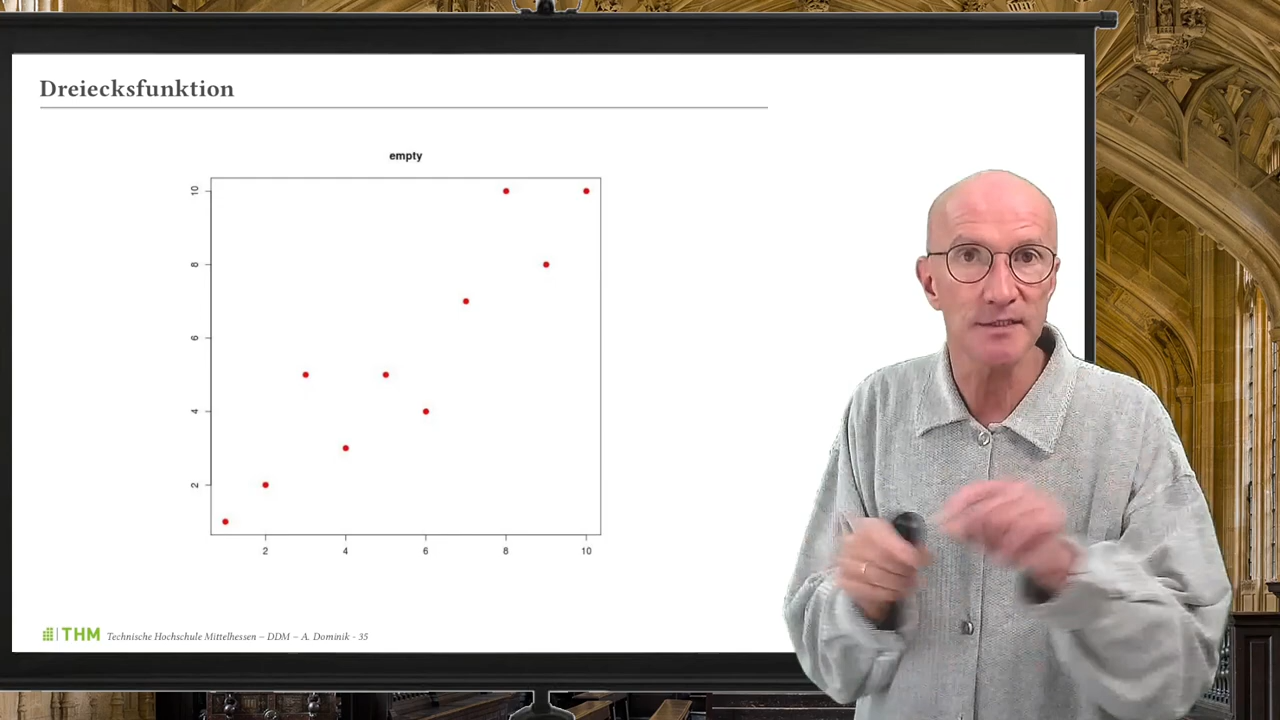 Dreiecksfunktion
empty
10
8
6
4
2
2 4 6 8 10
THM Technische Hochschule Mittelhessen – DDM – A. Dominik - 35